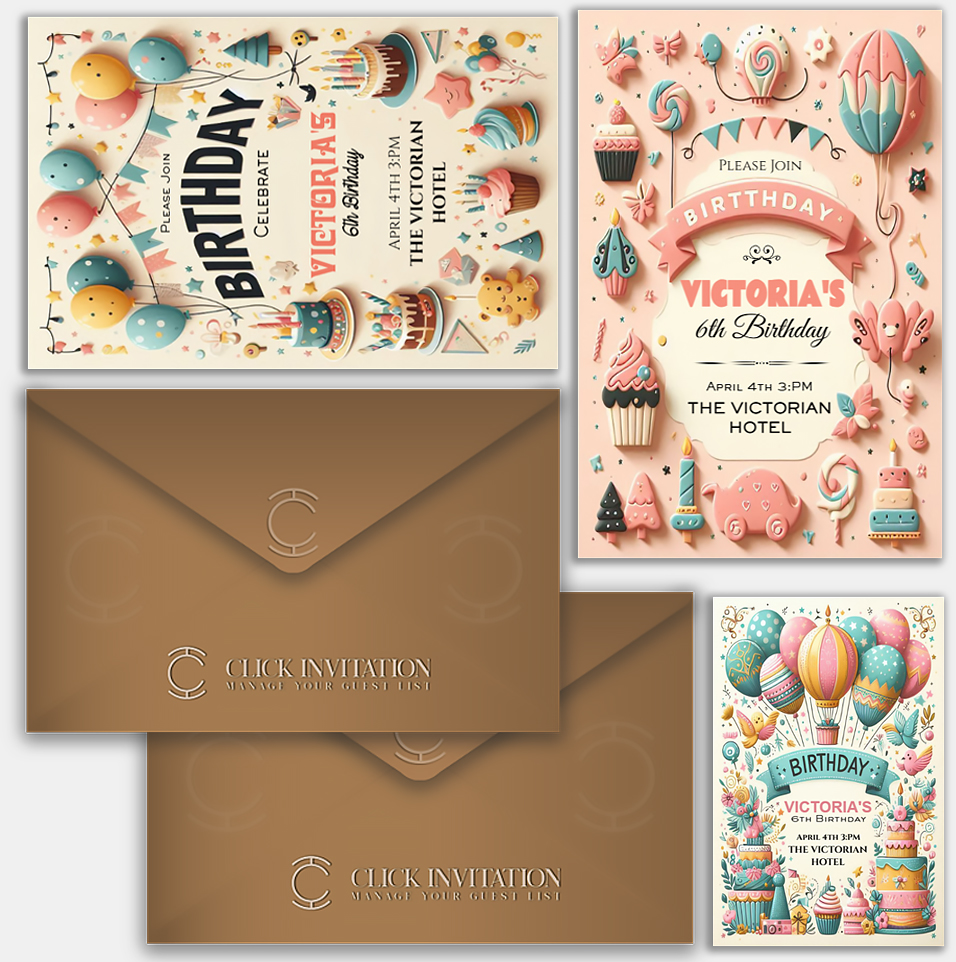 PLEASE JOIN
BIRTHDAY
CELEBRATE
VICTORIA'S
6th Birthday
APRIL 4TH 3:PM
THE VICTORIAN
HOTEL
PLEASE JOIN
BIRTTHDAY
VICTORIA'S
6th Birthday
APRIL 4TH 3:PM
THE VICTORIAN
HOTEL
CLICK INVITATION
MANAGE YOUR GUEST LIST
CLICK INVITATION
MANAGE YOUR GUEST LIST
BIRTHDAY
VICTORIA'S
6TH BIRTHDAY
APRIL 4TH 3:PM
THE VICTORIAN
HOTEL